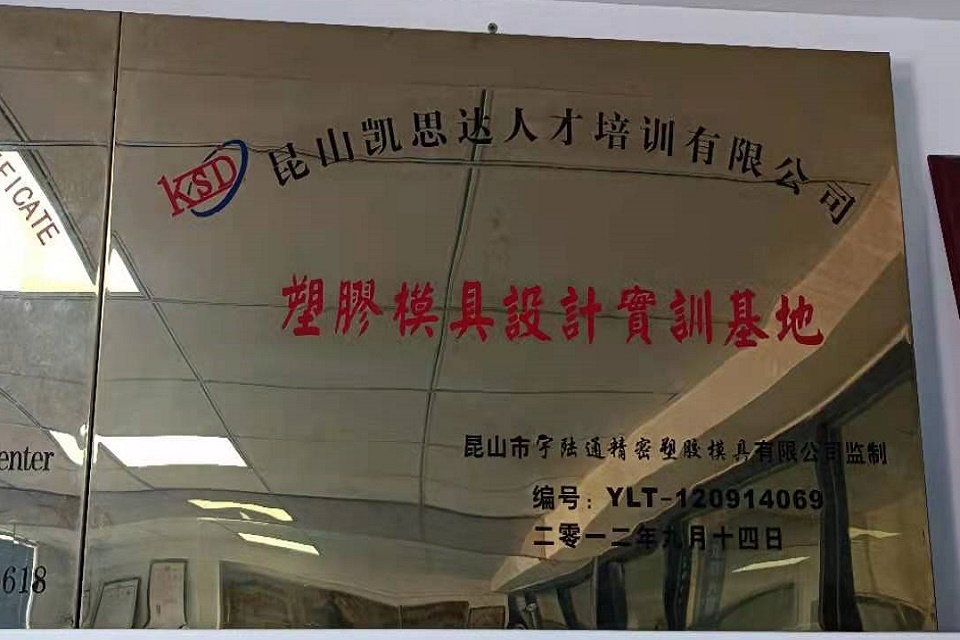 FICATE
KSD
昆山凯思达人才培训有限公司
塑膠模具設計實訓基地
昆山市宇陆通精密塑胶模具有限公司监制
编号：YLT-120914069
二零一二年九月十四日
enter
618